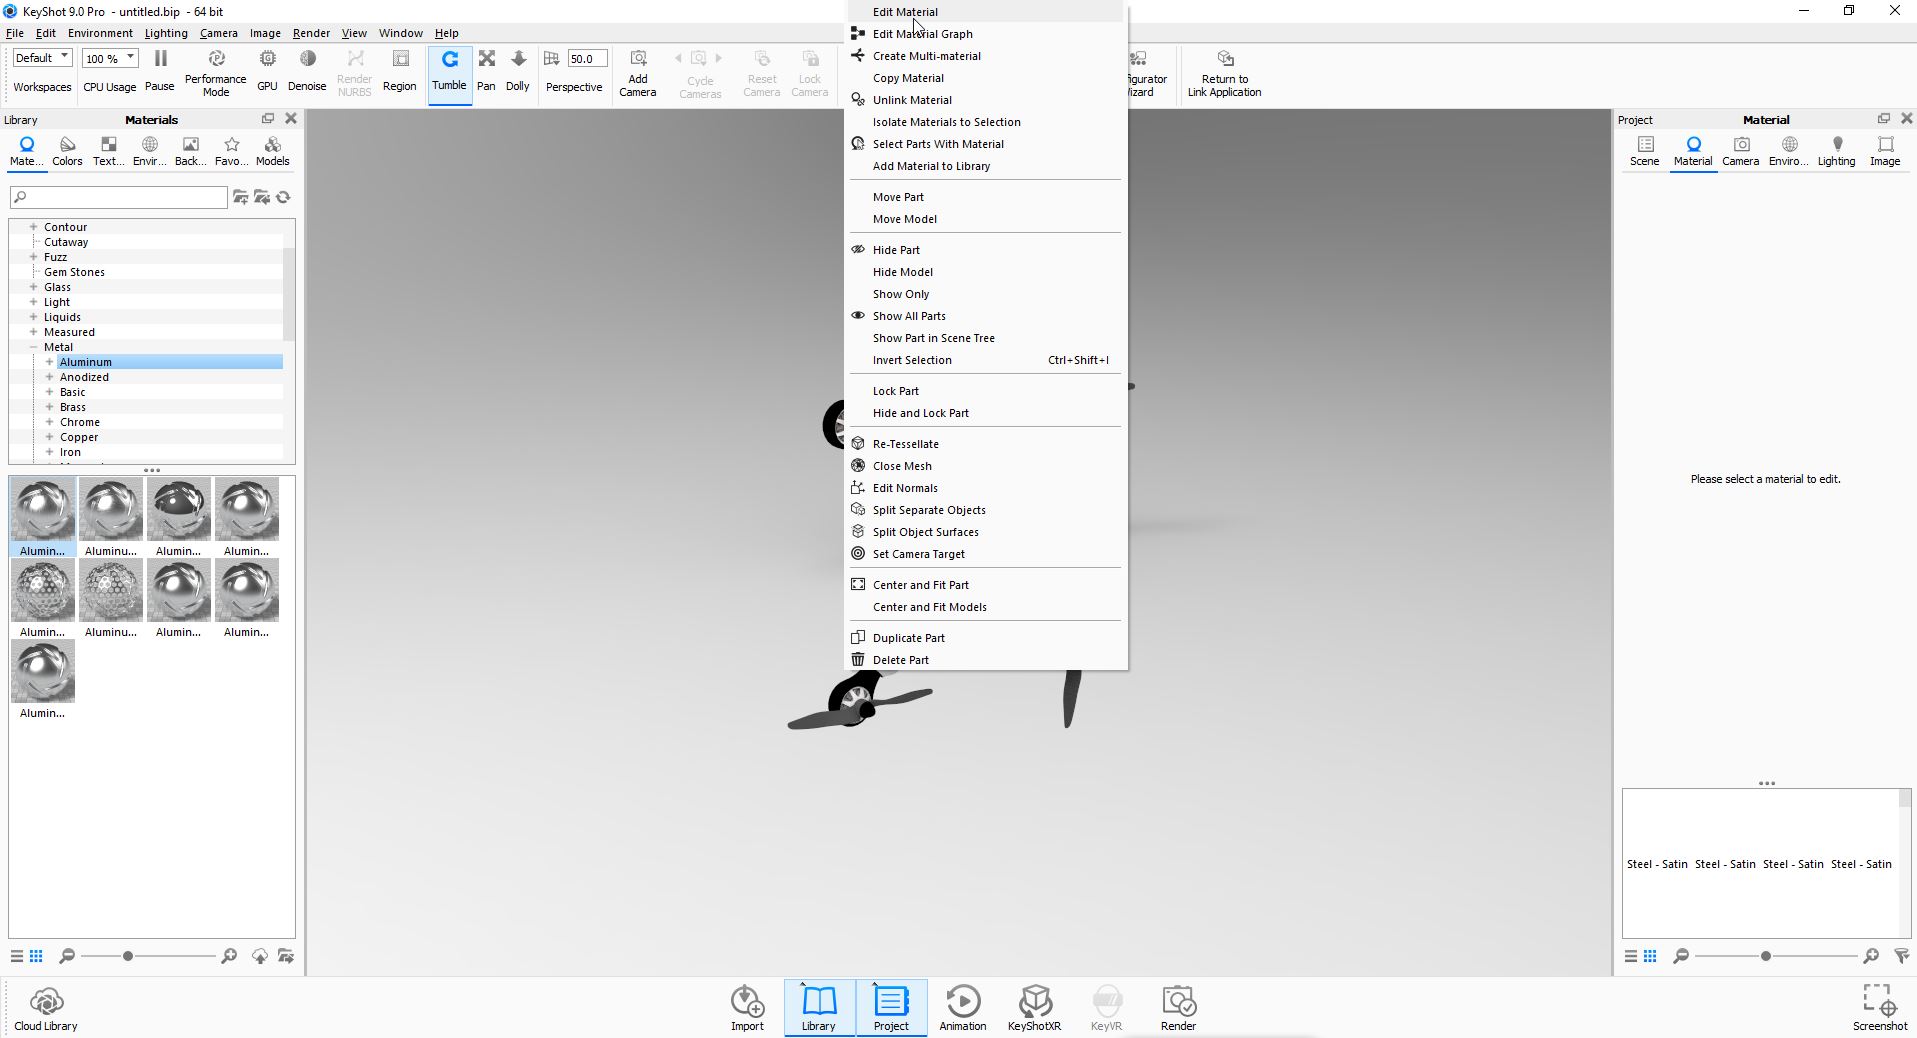 KeyShot 9.0 Pro - untitled.bip - 64 bit
File Edit Environment Lighting Camera Image Render View Window Help
Default
Workspaces
100 %
CPU Usage
Pause
Performance
Mode
GPU
Denoise
Render
NURBS
Region
Tumble
Pan
Dolly
50.0
Perspective
Add
Camera
Cycle
Cameras
Reset
Camera
Lock
Camera
Return to
Link Application
Library
Materials
Mate... Colors Text... Envir... Back... Favo... Models
Contour
Cutaway
Fuzz
Gem Stones
Glass
Light
Liquids
Measured
Metal
Aluminum
Anodized
Basic
Brass
Chrome
Copper
Iron
Alumin... Aluminu... Alumin... Alumin...
Alumin... Aluminu... Alumin... Alumin...
Alumin...
Edit Material
Edit Material Graph
Create Multi-material
Copy Material
Unlink Material
Isolate Materials to Selection
Select Parts With Material
Add Material to Library
Move Part
Move Model
Hide Part
Hide Model
Show Only
Show All Parts
Show Part in Scene Tree
Invert Selection Ctrl+Shift+I
Lock Part
Hide and Lock Part
Re-Tessellate
Close Mesh
Edit Normals
Split Separate Objects
Split Object Surfaces
Set Camera Target
Center and Fit Part
Center and Fit Models
Duplicate Part
Delete Part
Project
Material
Scene Material Camera Enviro... Lighting Image
Please select a material to edit.
Steel - Satin Steel - Satin Steel - Satin Steel - Satin
Cloud Library
Import
Library
Project
Animation
KeyShotXR
KeyVR
Render
Screenshot